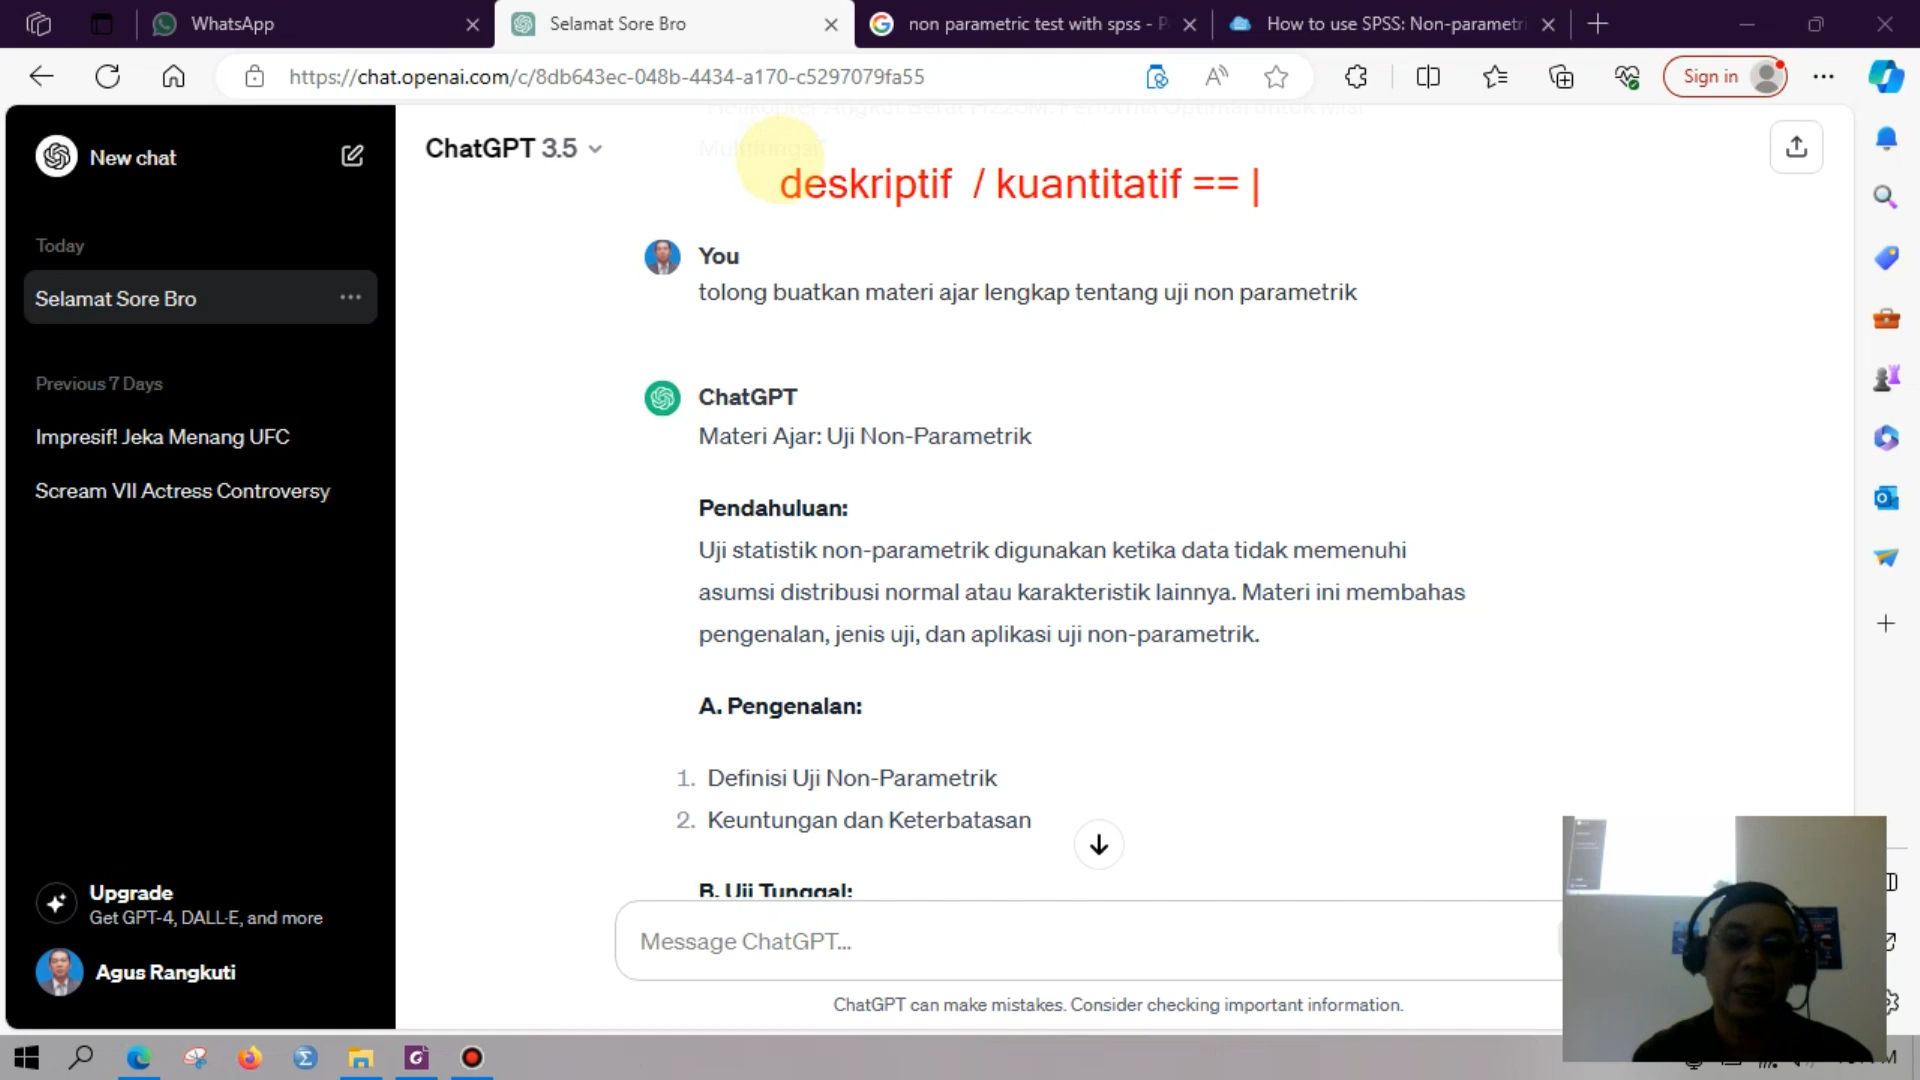 WhatsApp
Selamat Sore Bro
non parametric test with spss - P
How to use SPSS: Non-parametri
https://chat.openai.com/c/8db643ec-048b-4434-a170-c5297079fa55
Sign in
New chat
Today
Selamat Sore Bro
Previous 7 Days
Impresif! Jeka Menang UFC
Scream VII Actress Controversy
Upgrade
Get GPT-4, DALL·E, and more
Agus Rangkuti
ChatGPT 3.5
deskriptif / kuantitatif == |
You
tolong buatkan materi ajar lengkap tentang uji non parametrik
ChatGPT
Materi Ajar: Uji Non-Parametrik
Pendahuluan:
Uji statistik non-parametrik digunakan ketika data tidak memenuhi
asumsi distribusi normal atau karakteristik lainnya. Materi ini membahas
pengenalan, jenis uji, dan aplikasi uji non-parametrik.
A. Pengenalan:
1. Definisi Uji Non-Parametrik
2. Keuntungan dan Keterbatasan
B. Uji Tunggal:
Message ChatGPT...
ChatGPT can make mistakes. Consider checking important information.